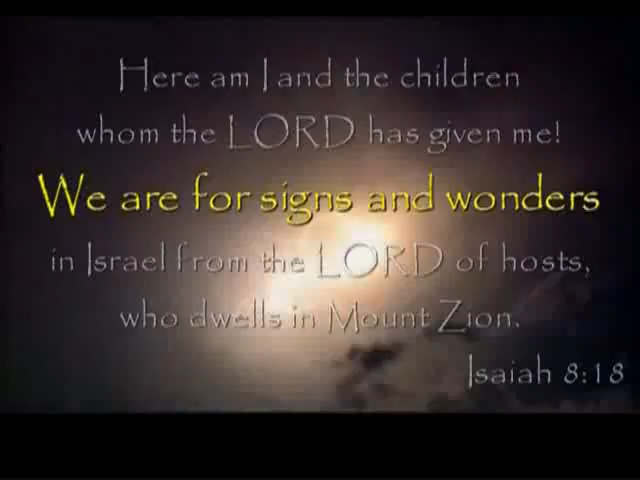 Here am I and the children
whom the LORD has given me!
We are for signs and wonders
in Israel from the LORD of hosts,
who dwells in Mount Zion.
Isaiah 8:18